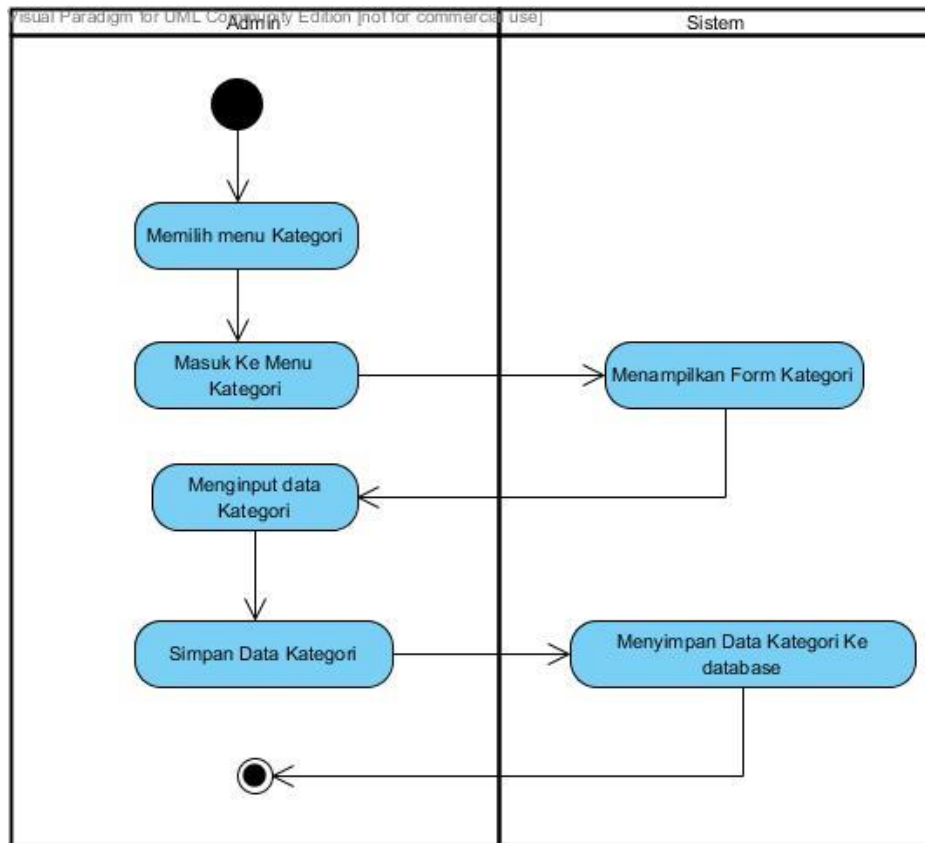 Visual Paradigm for UML Community Edition [not for commercial use]
Admin
Sistem
Memilih menu Kategori
Masuk Ke Menu
Kategori
Menampilkan Form Kategori
Menginput data
Kategori
Simpan Data Kategori
Menyimpan Data Kategori Ke
database